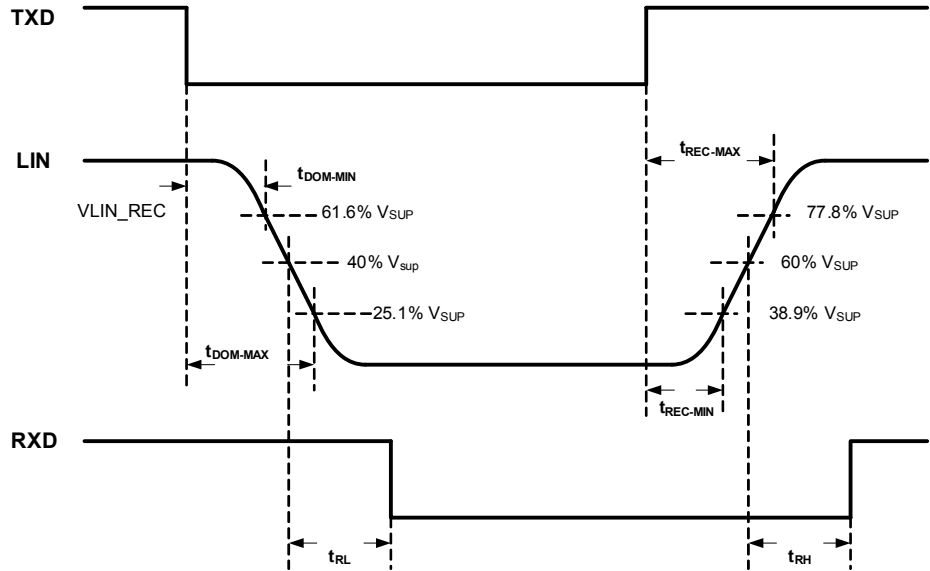 TXD
LIN
tREC-MAX
tDOM-MIN
VLIN_REC
61.6% VSUP
77.8% VSUP
40% Vsup
60% VSUP
25.1% VSUP
38.9% VSUP
tDOM-MAX
tREC-MIN
RXD
tRL
tRH